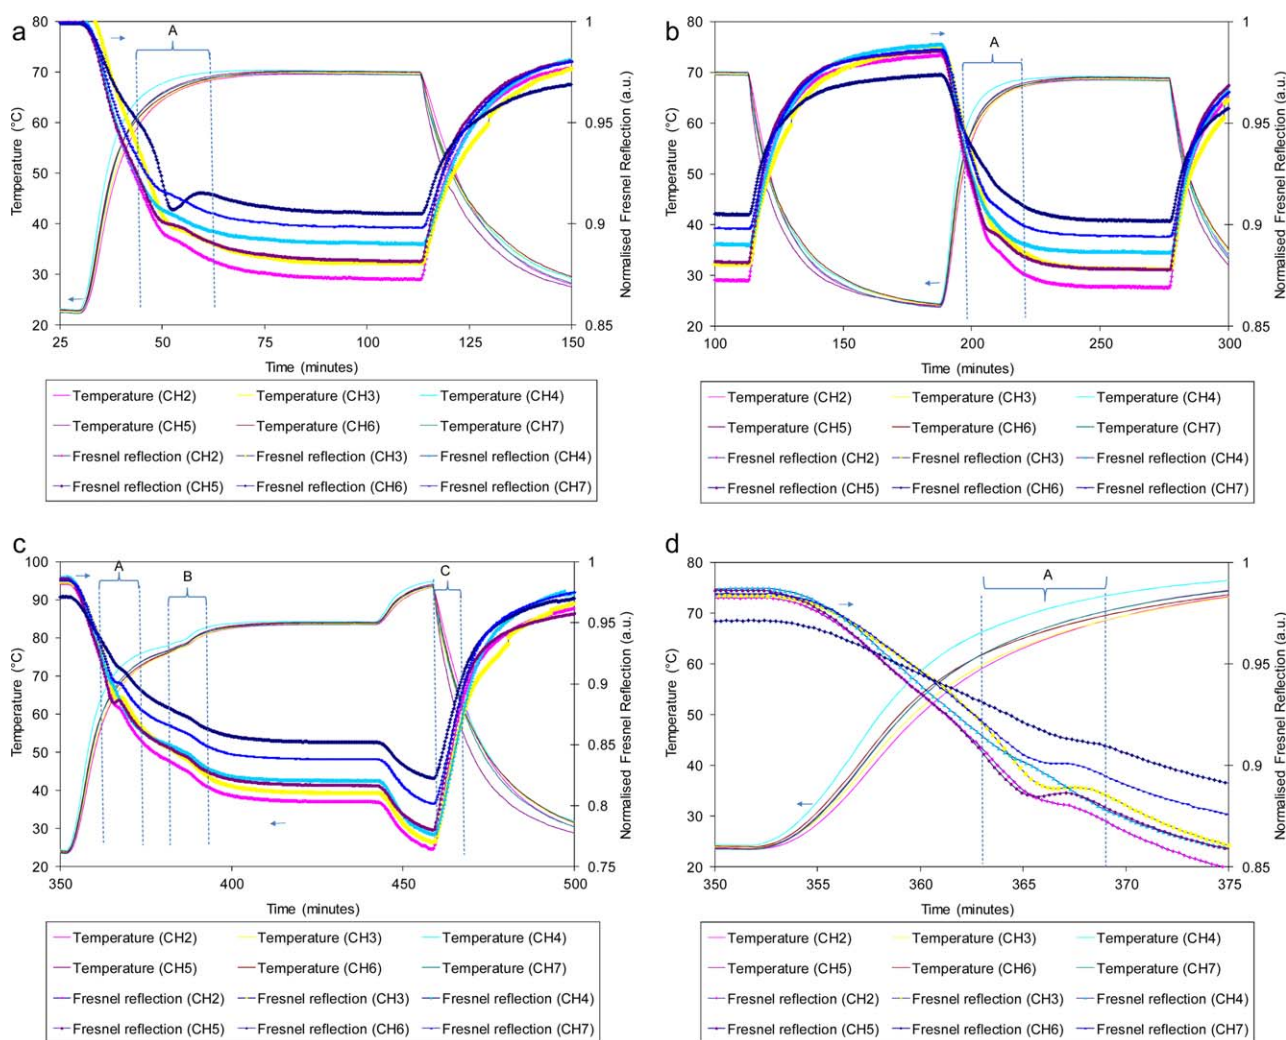 a
A
Temperature (°C)
80
70
60
50
40
30
20
1
0.95
0.9
0.85
Normalised Fresnel Reflection (a.u.)
25 50 75 100 125 150
Time (minutes)
Temperature (CH2) Temperature (CH3) Temperature (CH4)
Temperature (CH5) Temperature (CH6) Temperature (CH7)
Fresnel reflection (CH2) Fresnel reflection (CH3) Fresnel reflection (CH4)
Fresnel reflection (CH5) Fresnel reflection (CH6) Fresnel reflection (CH7)
b
A
Temperature (°C)
80
70
60
50
40
30
20
1
0.95
0.9
0.85
Normalised Fresnel Reflection (a.u.)
100 150 200 250 300
Time (minutes)
Temperature (CH2) Temperature (CH3) Temperature (CH4)
Temperature (CH5) Temperature (CH6) Temperature (CH7)
Fresnel reflection (CH2) Fresnel reflection (CH3) Fresnel reflection (CH4)
Fresnel reflection (CH5) Fresnel reflection (CH6) Fresnel reflection (CH7)
c
A
B
C
Temperature (°C)
100
90
80
70
60
50
40
30
20
1
0.95
0.9
0.85
0.8
0.75
Normalised Fresnel Reflection (a.u.)
350 400 450 500
Time (minutes)
Temperature (CH2) Temperature (CH3) Temperature (CH4)
Temperature (CH5) Temperature (CH6) Temperature (CH7)
Fresnel reflection (CH2) Fresnel reflection (CH3) Fresnel reflection (CH4)
Fresnel reflection (CH5) Fresnel reflection (CH6) Fresnel reflection (CH7)
d
A
Temperature (°C)
80
70
60
50
40
30
20
1
0.95
0.9
0.85
Normalised Fresnel Reflection (a.u.)
350 355 360 365 370 375
Time (minutes)
Temperature (CH2) Temperature (CH3) Temperature (CH4)
Temperature (CH5) Temperature (CH6) Temperature (CH7)
Fresnel reflection (CH2) Fresnel reflection (CH3) Fresnel reflection (CH4)
Fresnel reflection (CH5) Fresnel reflection (CH6) Fresnel reflection (CH7)